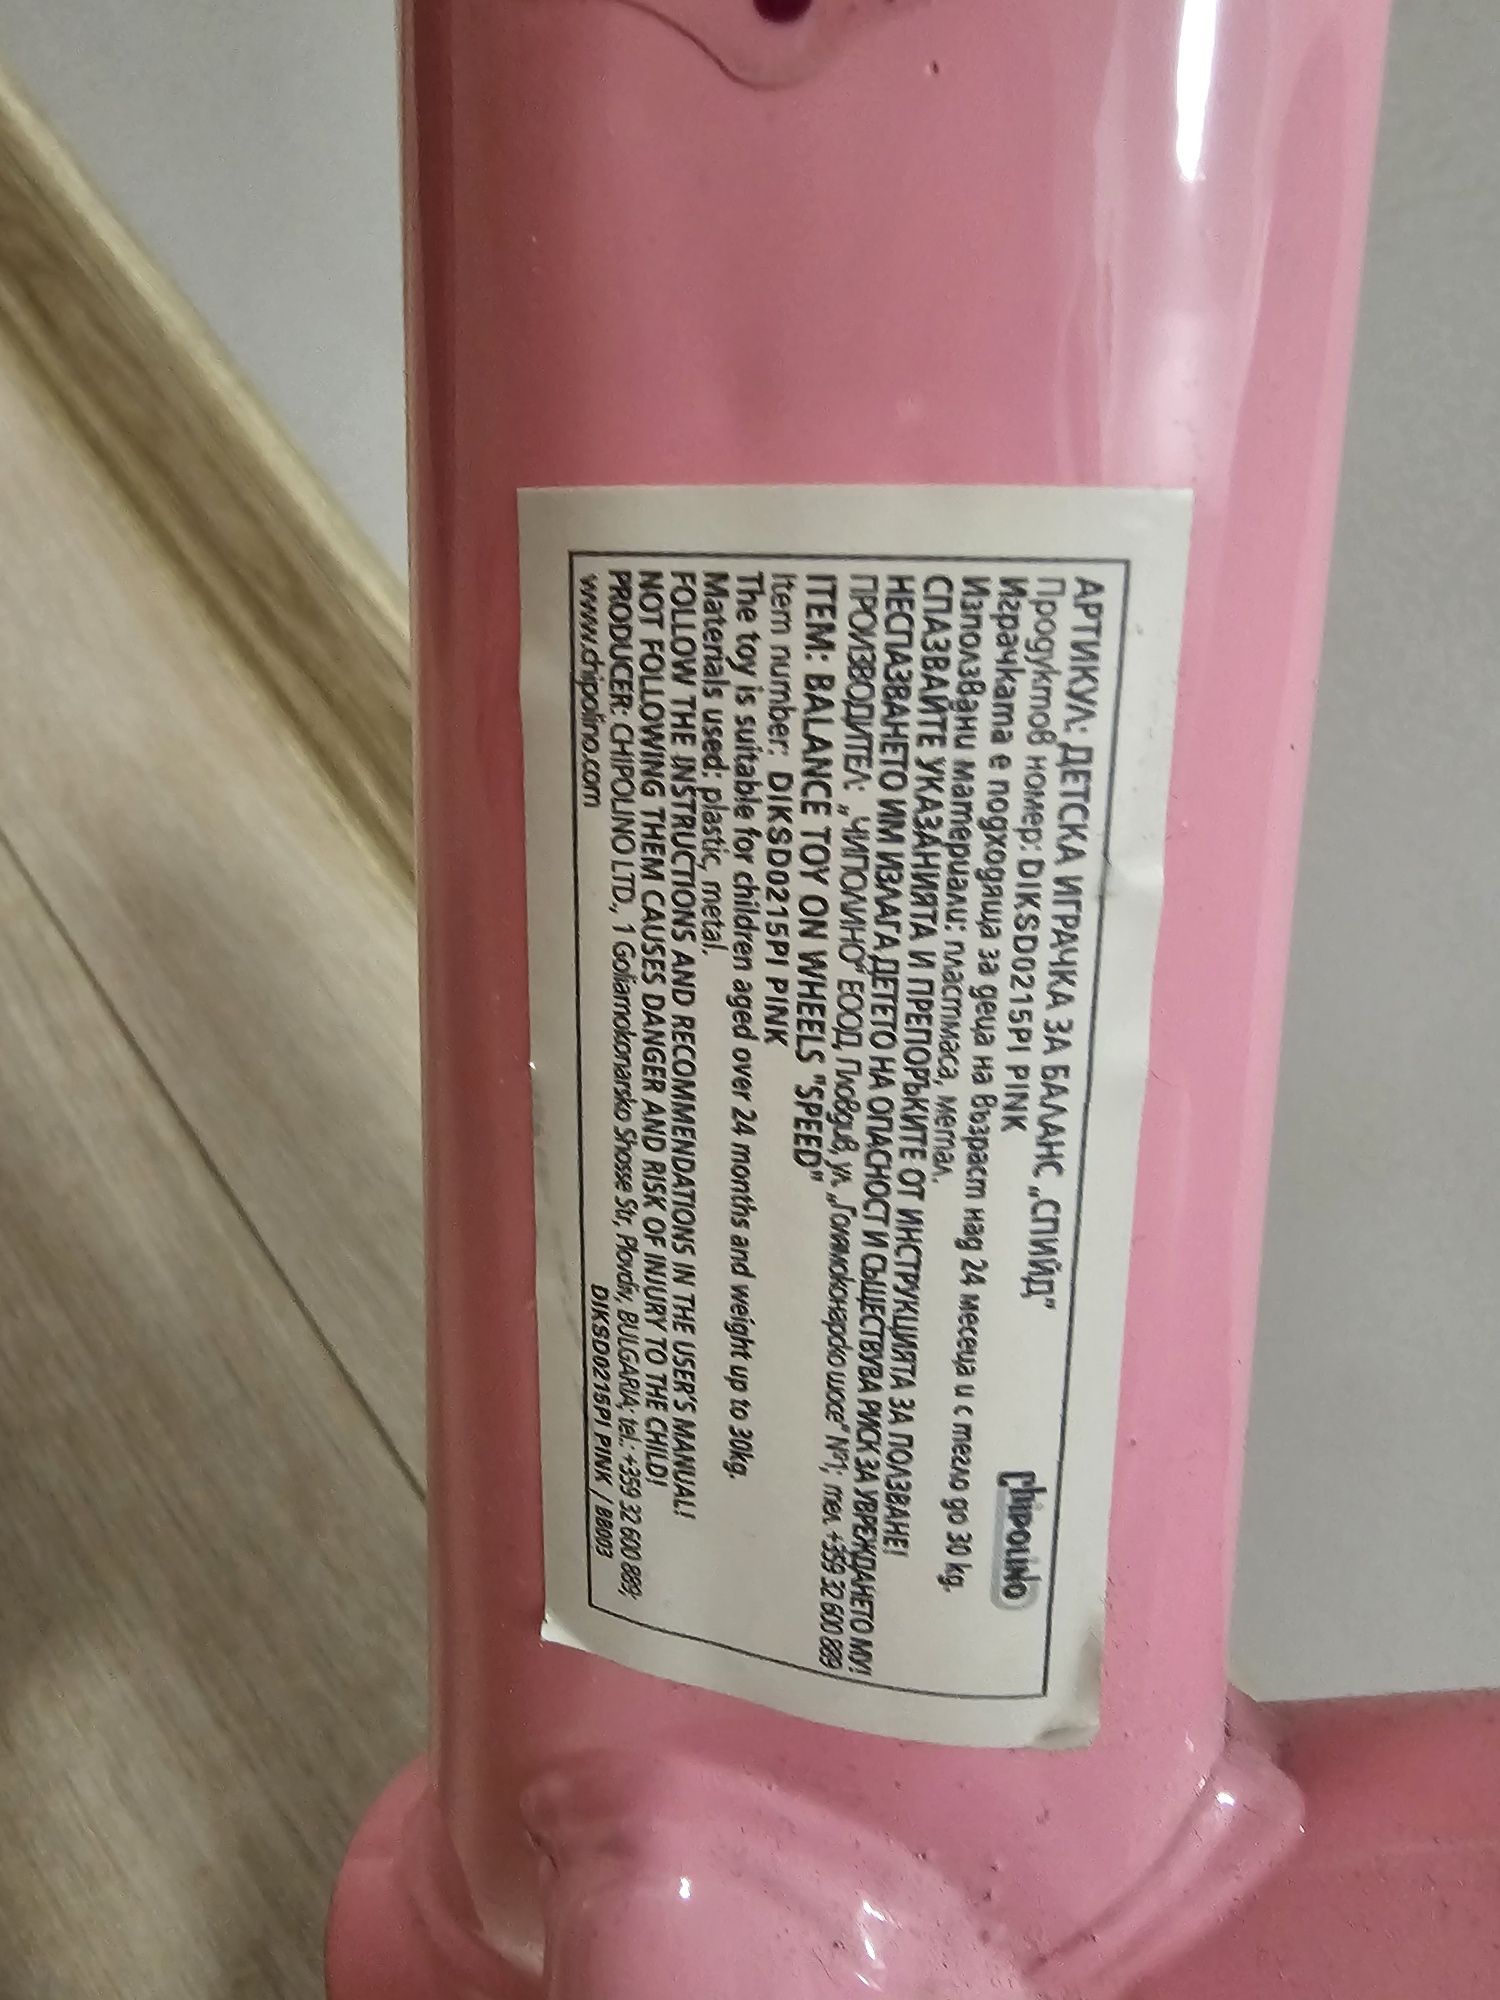 АРТИКУЛ: ДЕТСКА ИГРАЧКА ЗА БАЛАНС „СПИЙД“
Продуктов номер: DIKSD0215PI PINK
chipolino
Играчката е подходяща за деца на възраст над 24 месеца и с тегло до 30 kg.
Използвани материали: пластмаса, метал.
СПАЗВАЙТЕ УКАЗАНИЯТА И ПРЕПОРЪКИТЕ ОТ ИНСТРУКЦИЯТА ЗА ПОЛЗВАНЕ!
НЕСПАЗВАНЕТО ИМ ИЗЛАГА ДЕТЕТО НА ОПАСНОСТ И СЪЩЕСТВУВА РИСК ЗА УВРЕЖДАНЕТО МУ!
ПРОИЗВОДИТЕЛ: „ЧИПОЛИНО“ ЕООД, Пловдив, ул. „Голямоконарско шосе“ №1; тел. +359 32 600 889
ITEM: BALANCE TOY ON WHEELS "SPEED"
Item number: DIKSD0215PI PINK
The toy is suitable for children aged over 24 months and weight up to 30kg.
Materials used: plastic, metal.
FOLLOW THE INSTRUCTIONS AND RECOMMENDATIONS IN THE USER'S MANUAL!
NOT FOLLOWING THEM CAUSES DANGER AND RISK OF INJURY TO THE CHILD!
PRODUCER: CHIPOLINO LTD., 1 Goliamokonarsko Shosse Str, Plovdiv, BULGARIA; tel.: +359 32 600 889;
www.chipolino.com
DIKSD0215PI PINK / 88003